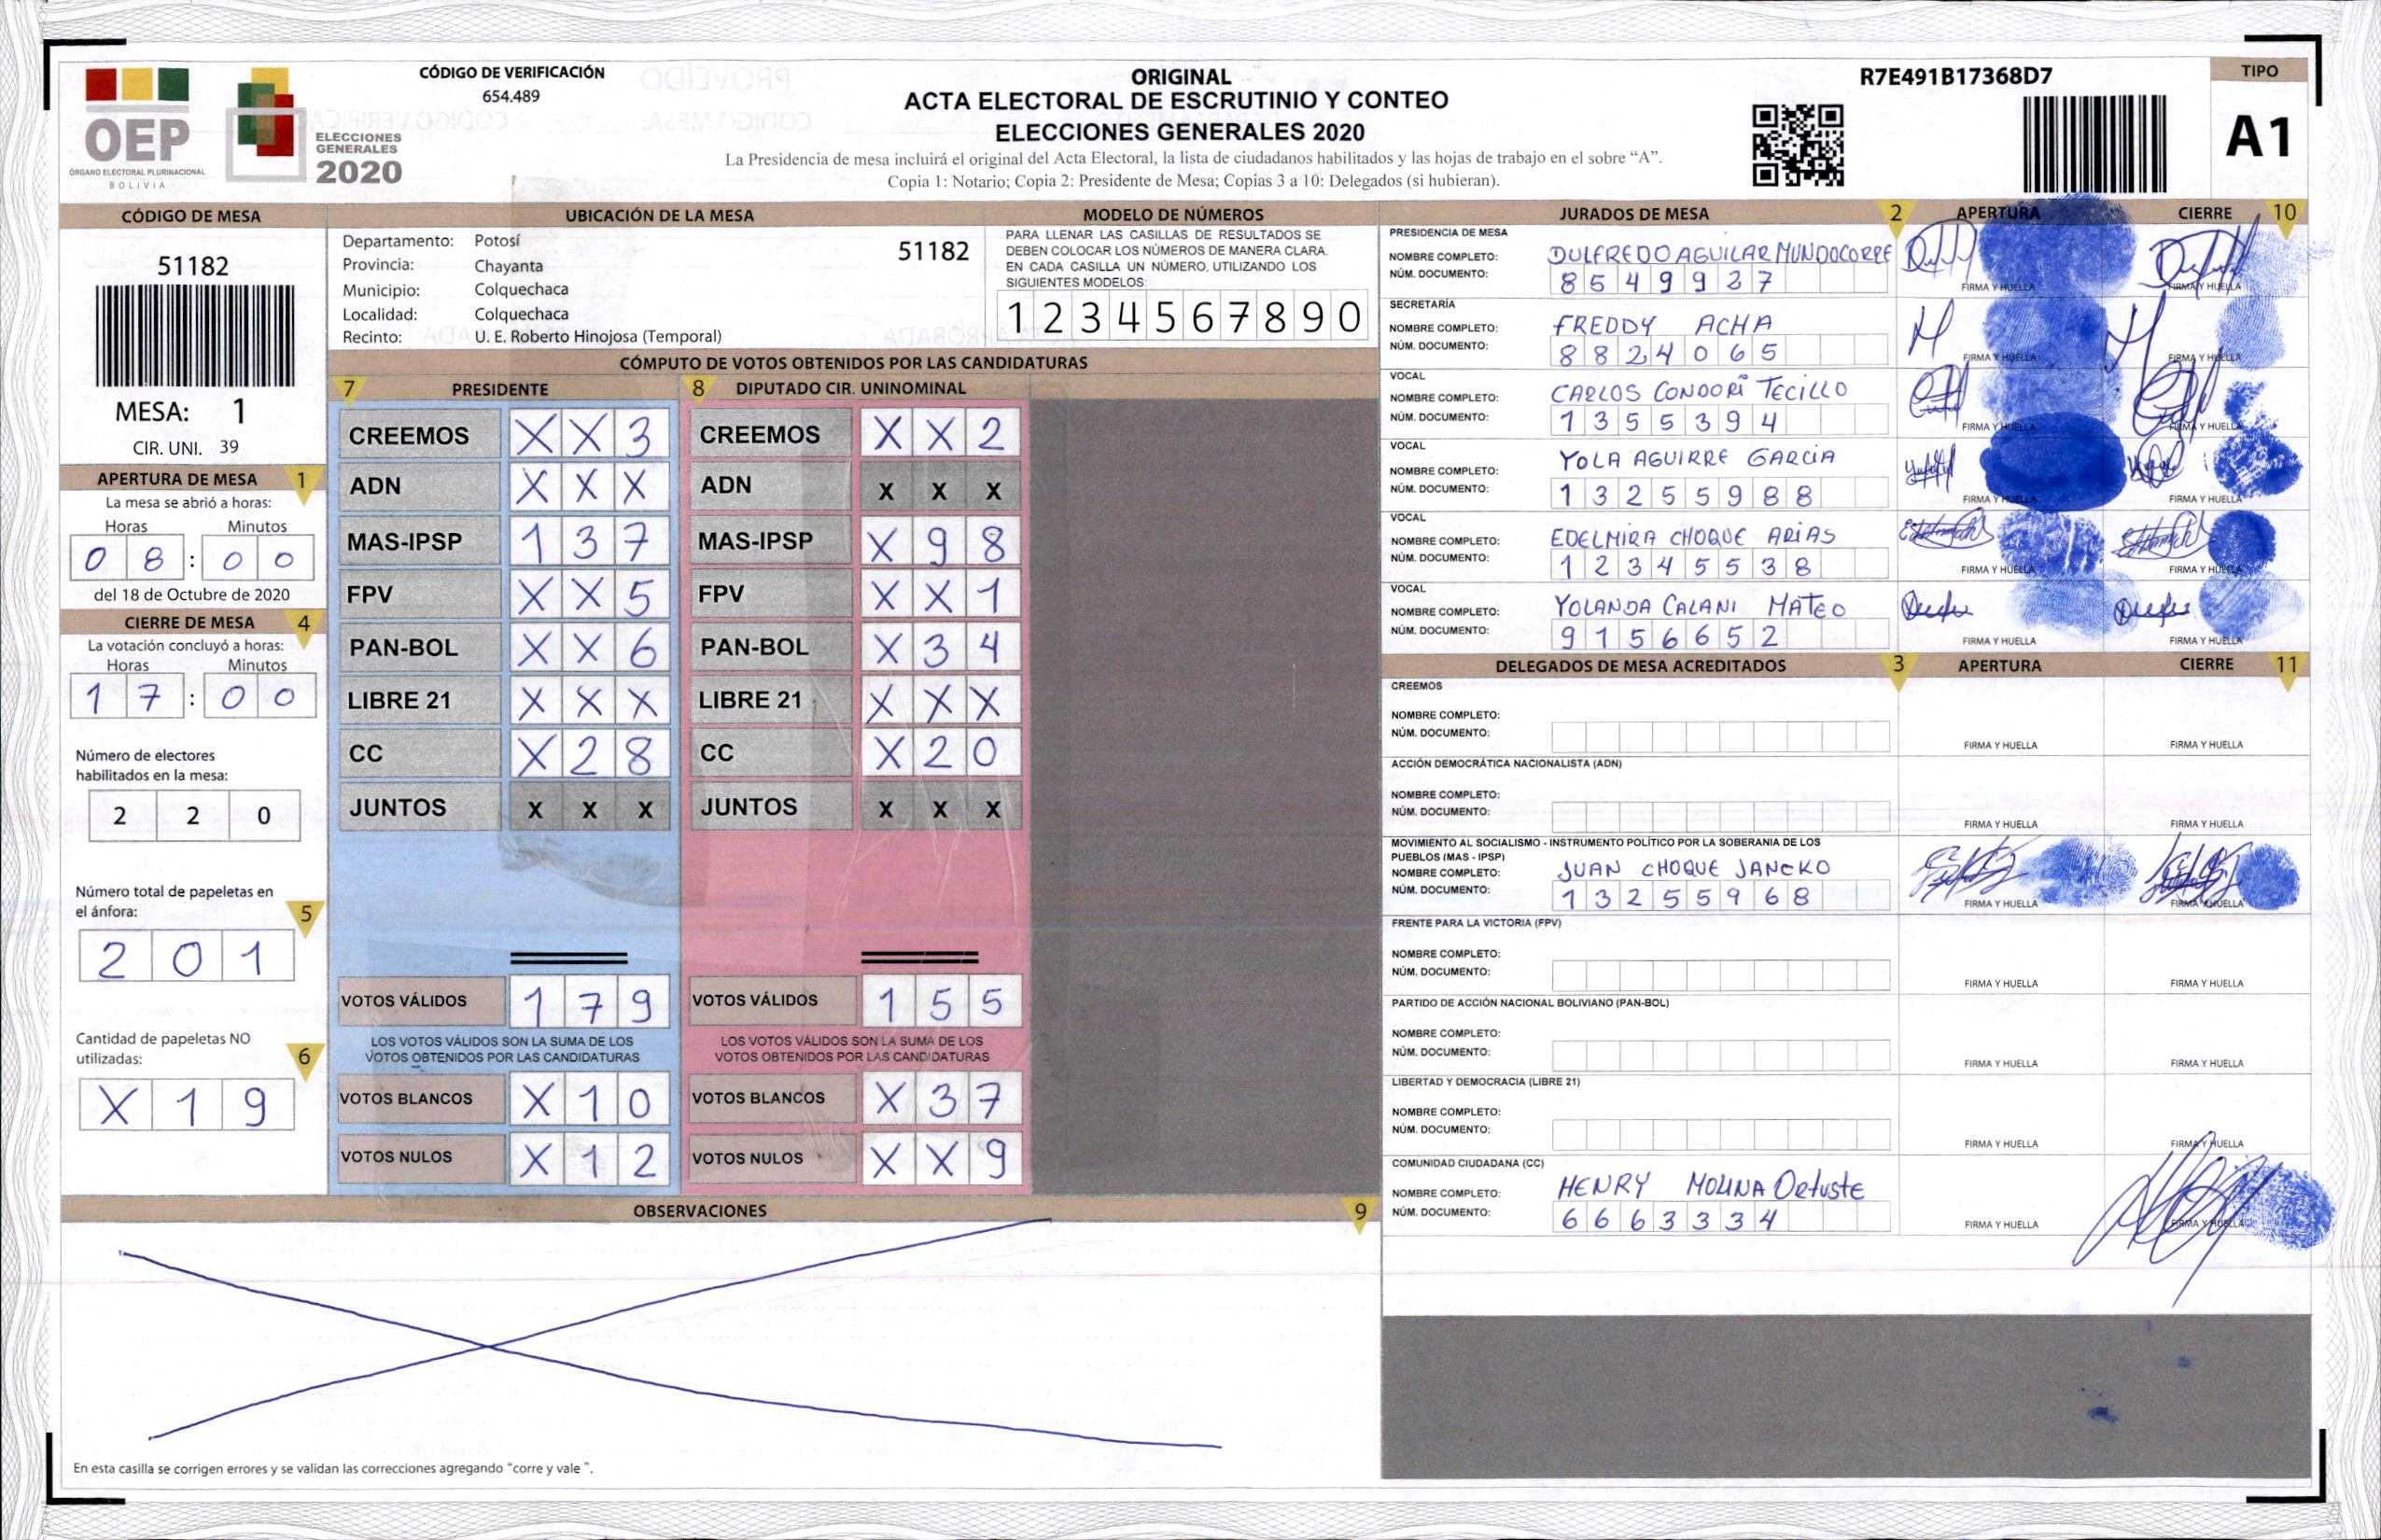 CÓDIGO DE VERIFICACIÓN
654.489
OEP
ÓRGANO ELECTORAL PLURINACIONAL
BOLIVIA
ELECCIONES
GENERALES
2020
ORIGINAL
ACTA ELECTORAL DE ESCRUTINIO Y CONTEO
ELECCIONES GENERALES 2020
La Presidencia de mesa incluirá el original del Acta Electoral, la lista de ciudadanos habilitados y las hojas de trabajo en el sobre “A”.
Copia 1: Notario; Copia 2: Presidente de Mesa; Copias 3 a 10: Delegados (si hubieran).
R7E491B17368D7
TIPO
A1
CÓDIGO DE MESA
51182
MESA: 1
CIR. UNI. 39
APERTURA DE MESA 1
La mesa se abrió a horas:
Horas Minutos
0 8 : 0 0
del 18 de Octubre de 2020
CIERRE DE MESA 4
La votación concluyó a horas:
Horas Minutos
1 7 : 0 0
Número de electores
habilitados en la mesa:
2 2 0
Número total de papeletas en
el ánfora: 5
2 0 1
Cantidad de papeletas NO
utilizadas: 6
X 1 9
UBICACIÓN DE LA MESA
Departamento: Potosí
Provincia: Chayanta
Municipio: Colquechaca
Localidad: Colquechaca
Recinto: U. E. Roberto Hinojosa (Temporal)
51182
MODELO DE NÚMEROS
PARA LLENAR LAS CASILLAS DE RESULTADOS SE
DEBEN COLOCAR LOS NÚMEROS DE MANERA CLARA.
EN CADA CASILLA UN NÚMERO, UTILIZANDO LOS
SIGUIENTES MODELOS:
1 2 3 4 5 6 7 8 9 0
CÓMPUTO DE VOTOS OBTENIDOS POR LAS CANDIDATURAS
7 PRESIDENTE
CREEMOS X X 3
ADN X X X
MAS-IPSP 1 3 7
FPV X X 5
PAN-BOL X X 6
LIBRE 21 X X X
CC X 2 8
JUNTOS X X X
VOTOS VÁLIDOS 1 7 9
LOS VOTOS VÁLIDOS SON LA SUMA DE LOS
VOTOS OBTENIDOS POR LAS CANDIDATURAS
VOTOS BLANCOS X 1 0
VOTOS NULOS X 1 2
8 DIPUTADO CIR. UNINOMINAL
CREEMOS X X 2
ADN X X X
MAS-IPSP X 9 8
FPV X X 1
PAN-BOL X 3 4
LIBRE 21 X X X
CC X 2 0
JUNTOS X X X
VOTOS VÁLIDOS 1 5 5
LOS VOTOS VÁLIDOS SON LA SUMA DE LOS
VOTOS OBTENIDOS POR LAS CANDIDATURAS
VOTOS BLANCOS X 3 7
VOTOS NULOS X X 9
OBSERVACIONES 9
En esta casilla se corrigen errores y se validan las correcciones agregando “corre y vale ”.
JURADOS DE MESA 2 APERTURA CIERRE 10
PRESIDENCIA DE MESA
NOMBRE COMPLETO: DULFREDO AGUILAR MUNDOCORRE
NÚM. DOCUMENTO: 8 5 4 9 9 2 7
FIRMA Y HUELLA FIRMA Y HUELLA
SECRETARÍA
NOMBRE COMPLETO: FREDDY ACHA
NÚM. DOCUMENTO: 8 8 2 4 0 6 5
FIRMA Y HUELLA FIRMA Y HUELLA
VOCAL
NOMBRE COMPLETO: CARLOS CONDORI TECILLO
NÚM. DOCUMENTO: 1 3 5 5 3 9 4
FIRMA Y HUELLA FIRMA Y HUELLA
VOCAL
NOMBRE COMPLETO: YOLA AGUIRRE GARCIA
NÚM. DOCUMENTO: 1 3 2 5 5 9 8 8
FIRMA Y HUELLA FIRMA Y HUELLA
VOCAL
NOMBRE COMPLETO: EDELMIRA CHOQUE ARIAS
NÚM. DOCUMENTO: 1 2 3 4 5 5 3 8
FIRMA Y HUELLA FIRMA Y HUELLA
VOCAL
NOMBRE COMPLETO: YOLANDA CALANI MATEO
NÚM. DOCUMENTO: 9 1 5 6 6 5 2
FIRMA Y HUELLA FIRMA Y HUELLA
DELEGADOS DE MESA ACREDITADOS 3 APERTURA CIERRE 11
CREEMOS
NOMBRE COMPLETO:
NÚM. DOCUMENTO:
FIRMA Y HUELLA FIRMA Y HUELLA
ACCIÓN DEMOCRÁTICA NACIONALISTA (ADN)
NOMBRE COMPLETO:
NÚM. DOCUMENTO:
FIRMA Y HUELLA FIRMA Y HUELLA
MOVIMIENTO AL SOCIALISMO - INSTRUMENTO POLÍTICO POR LA SOBERANIA DE LOS
PUEBLOS (MAS - IPSP)
NOMBRE COMPLETO: JUAN CHOQUE JANCKO
NÚM. DOCUMENTO: 1 3 2 5 5 9 6 8
FIRMA Y HUELLA FIRMA Y HUELLA
FRENTE PARA LA VICTORIA (FPV)
NOMBRE COMPLETO:
NÚM. DOCUMENTO:
FIRMA Y HUELLA FIRMA Y HUELLA
PARTIDO DE ACCIÓN NACIONAL BOLIVIANO (PAN-BOL)
NOMBRE COMPLETO:
NÚM. DOCUMENTO:
FIRMA Y HUELLA FIRMA Y HUELLA
LIBERTAD Y DEMOCRACIA (LIBRE 21)
NOMBRE COMPLETO:
NÚM. DOCUMENTO:
FIRMA Y HUELLA FIRMA Y HUELLA
COMUNIDAD CIUDADANA (CC)
NOMBRE COMPLETO: HENRY MOLINA Ortuste
NÚM. DOCUMENTO: 6 6 6 3 3 3 4
FIRMA Y HUELLA FIRMA Y HUELLA